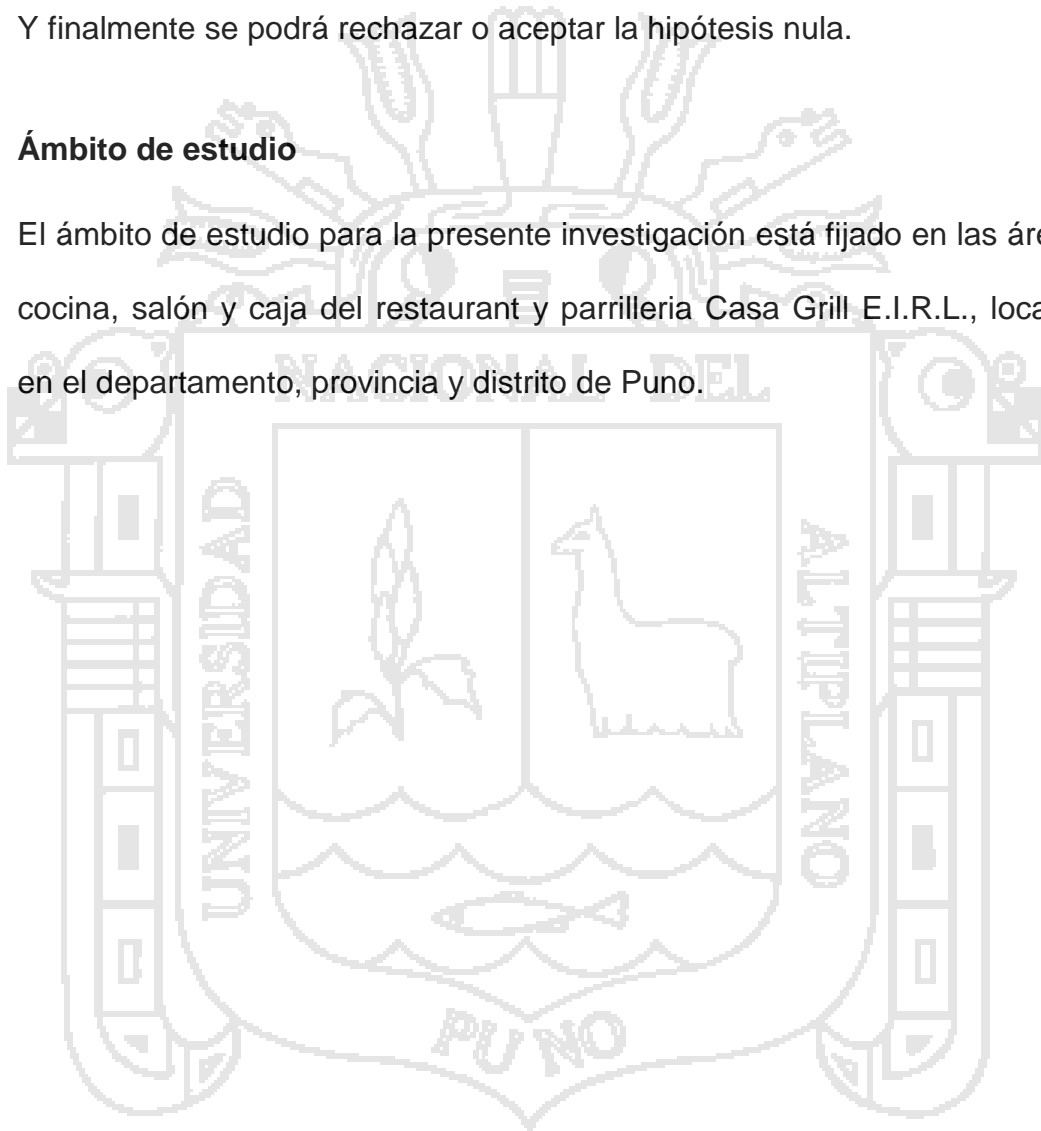 Y finalmente se podrá rechazar o aceptar la hipótesis nula.
Ámbito de estudio
El ámbito de estudio para la presente investigación está fijado en las
cocina, salón y caja del restaurant y parrilleria Casa Grill E.I.R.L.,
en el departamento, provincia y distrito de Puno.
NACIONAL DEL
UNIVERSIDAD
ALTIPLANO
PUNO